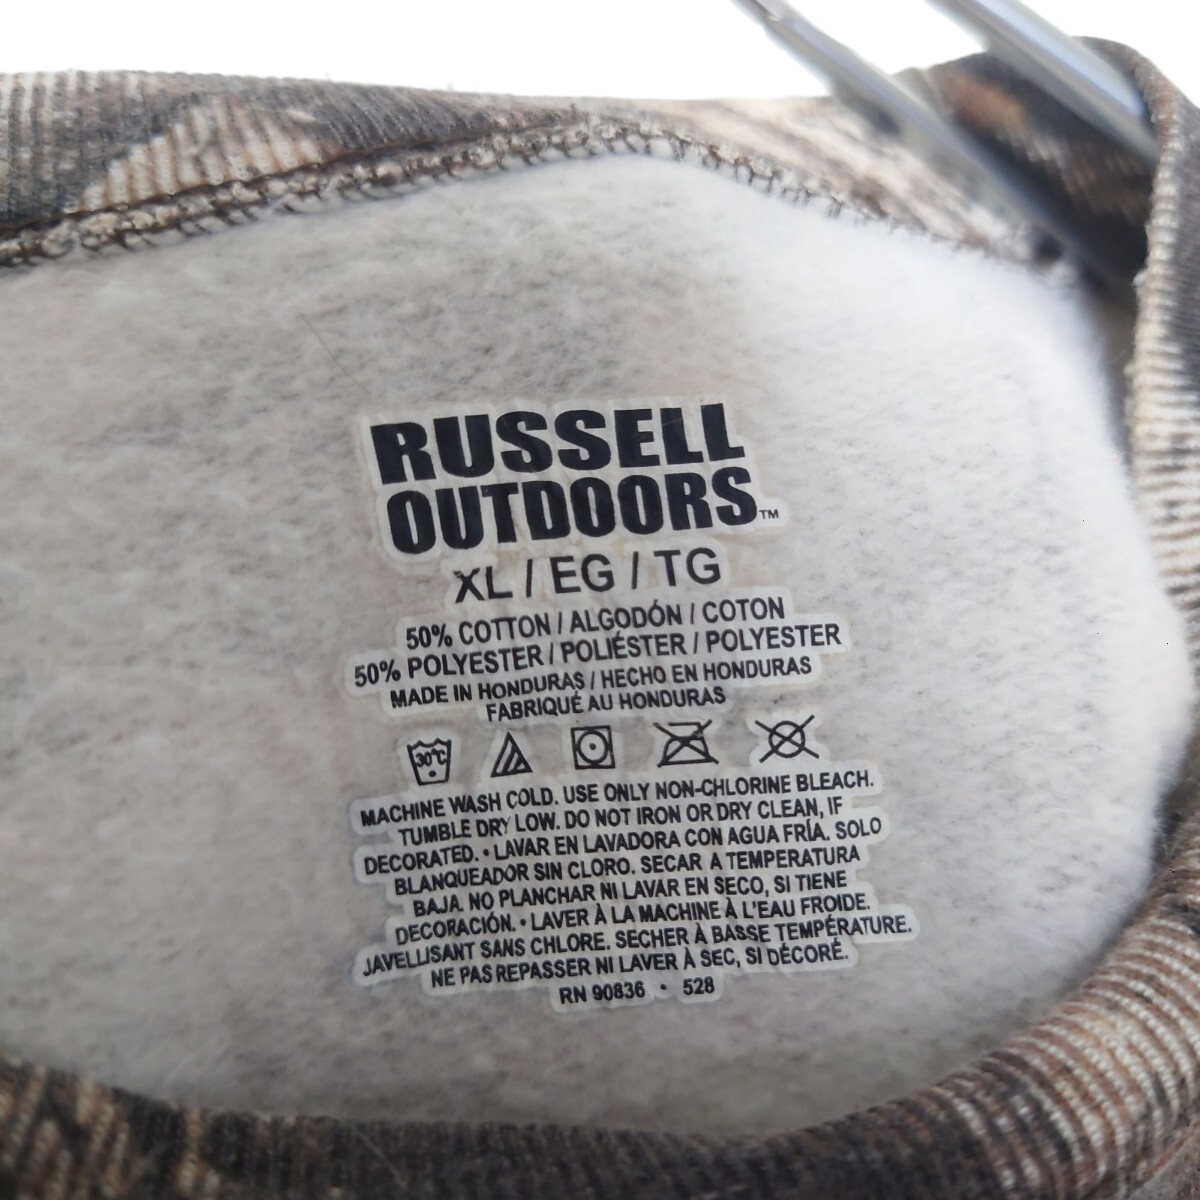 RUSSELL
OUTDOORS™
XL / EG / TG
50% COTTON / ALGODÓN / COTON
50% POLYESTER / POLIÉSTER / POLYESTER
MADE IN HONDURAS / HECHO EN HONDURAS
FABRIQUÉ AU HONDURAS
30°C
MACHINE WASH COLD. USE ONLY NON-CHLORINE BLEACH.
TUMBLE DRY LOW. DO NOT IRON OR DRY CLEAN, IF
DECORATED. • LAVAR EN LAVADORA CON AGUA FRÍA. SOLO
BLANQUEADOR SIN CLORO. SECAR A TEMPERATURA
BAJA. NO PLANCHAR NI LAVAR EN SECO, SI TIENE
DECORACIÓN. • LAVER À LA MACHINE À L'EAU FROIDE.
JAVELLISANT SANS CHLORE. SECHER À BASSE TEMPÉRATURE.
NE PAS REPASSER NI LAVER À SEC, SI DÉCORÉ.
RN 90836 • 528